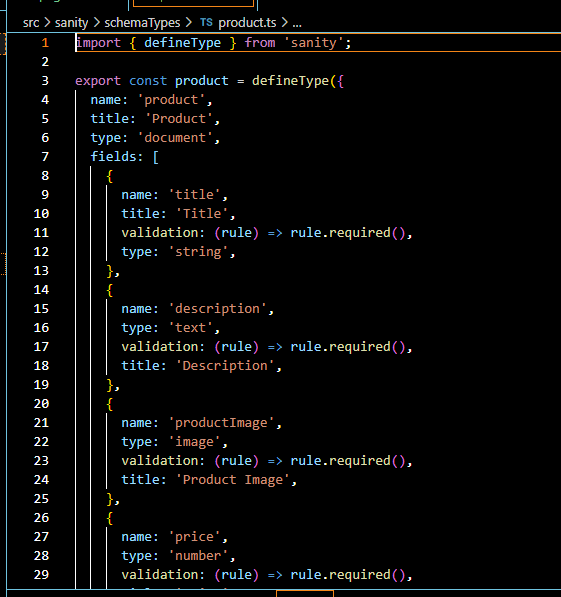 src > sanity > schemaTypes > TS product.ts > ...
1 import { defineType } from 'sanity';
2
3 export const product = defineType({
4 name: 'product',
5 title: 'Product',
6 type: 'document',
7 fields: [
8 {
9 name: 'title',
10 title: 'Title',
11 validation: (rule) => rule.required(),
12 type: 'string',
13 },
14 {
15 name: 'description',
16 type: 'text',
17 validation: (rule) => rule.required(),
18 title: 'Description',
19 },
20 {
21 name: 'productImage',
22 type: 'image',
23 validation: (rule) => rule.required(),
24 title: 'Product Image',
25 },
26 {
27 name: 'price',
28 type: 'number',
29 validation: (rule) => rule.required(),